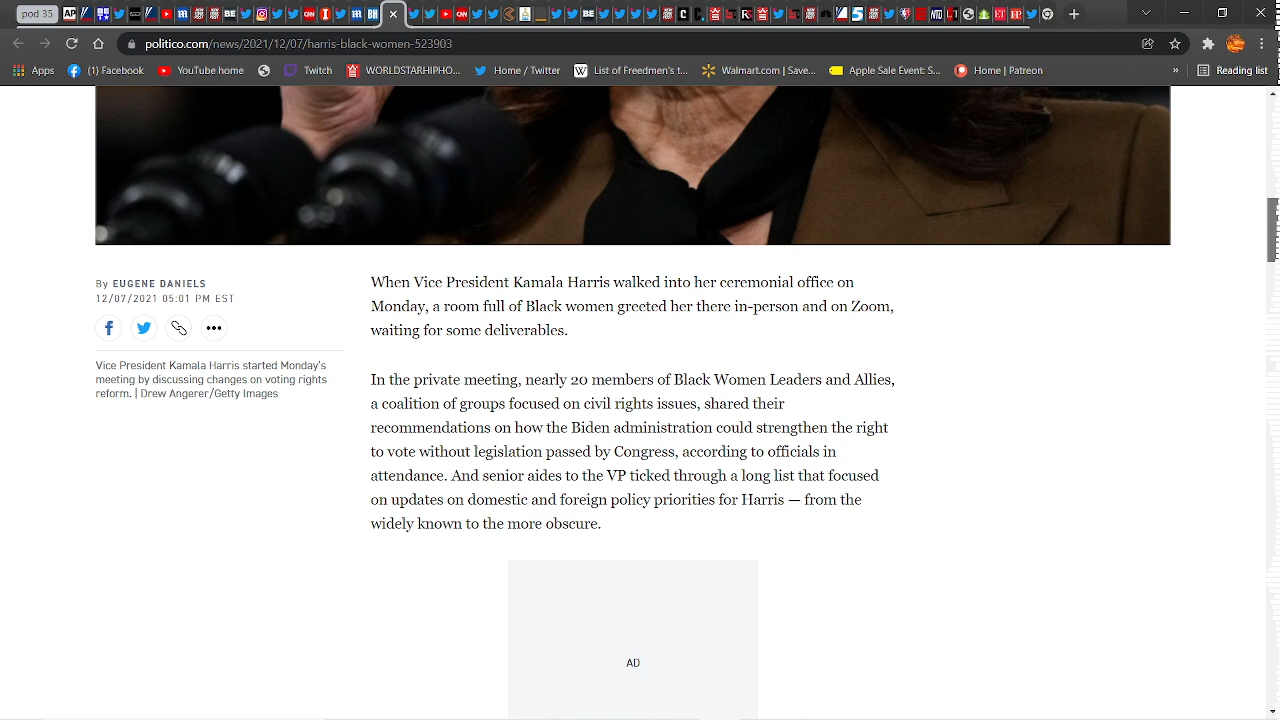 pod 35
politico.com/news/2021/12/07/harris-black-women-523903
Apps
(1) Facebook
YouTube home
Twitch
WORLDSTARHIPHO...
Home / Twitter
List of Freedmen's t...
Walmart.com | Save...
Apple Sale Event: S...
Home | Patreon
»
Reading list
By EUGENE DANIELS
12/07/2021 05:01 PM EST
Vice President Kamala Harris started Monday's
meeting by discussing changes on voting rights
reform. | Drew Angerer/Getty Images
When Vice President Kamala Harris walked into her ceremonial office on
Monday, a room full of Black women greeted her there in-person and on Zoom,
waiting for some deliverables.
In the private meeting, nearly 20 members of Black Women Leaders and Allies,
a coalition of groups focused on civil rights issues, shared their
recommendations on how the Biden administration could strengthen the right
to vote without legislation passed by Congress, according to officials in
attendance. And senior aides to the VP ticked through a long list that focused
on updates on domestic and foreign policy priorities for Harris — from the
widely known to the more obscure.
AD